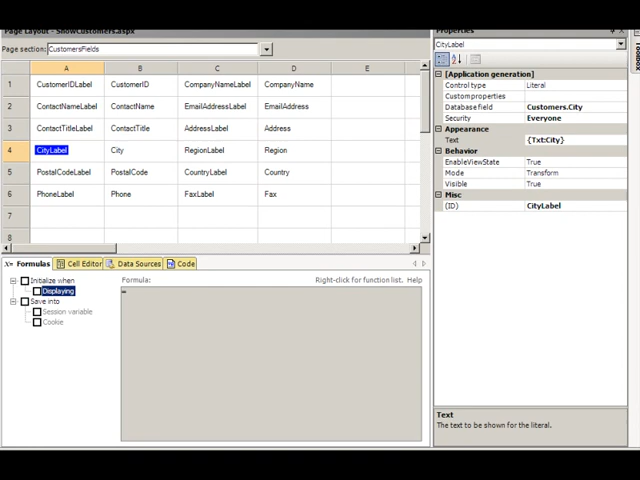 Page Layout - ShowCustomers.aspx
Page section: CustomersFields
A B C D E
1 CustomerIDLabel CustomerID CompanyNameLabel CompanyName
2 ContactNameLabel ContactName EmailAddressLabel EmailAddress
3 ContactTitleLabel ContactTitle AddressLabel Address
4 CityLabel City RegionLabel Region
5 PostalCodeLabel PostalCode CountryLabel Country
6 PhoneLabel Phone FaxLabel Fax
7
8
x= Formulas Cell Editor Data Sources Code
Initialize when
Displaying
Save into
Session variable
Cookie
Formula: Right-click for function list. Help
=
Properties
CityLabel
[Application generation]
Control type Literal
Custom properties
Database field Customers.City
Security Everyone
Appearance
Text {Txt:City}
Behavior
EnableViewState True
Mode Transform
Visible True
Misc
(ID) CityLabel
Text
The text to be shown for the literal.
Toolbox